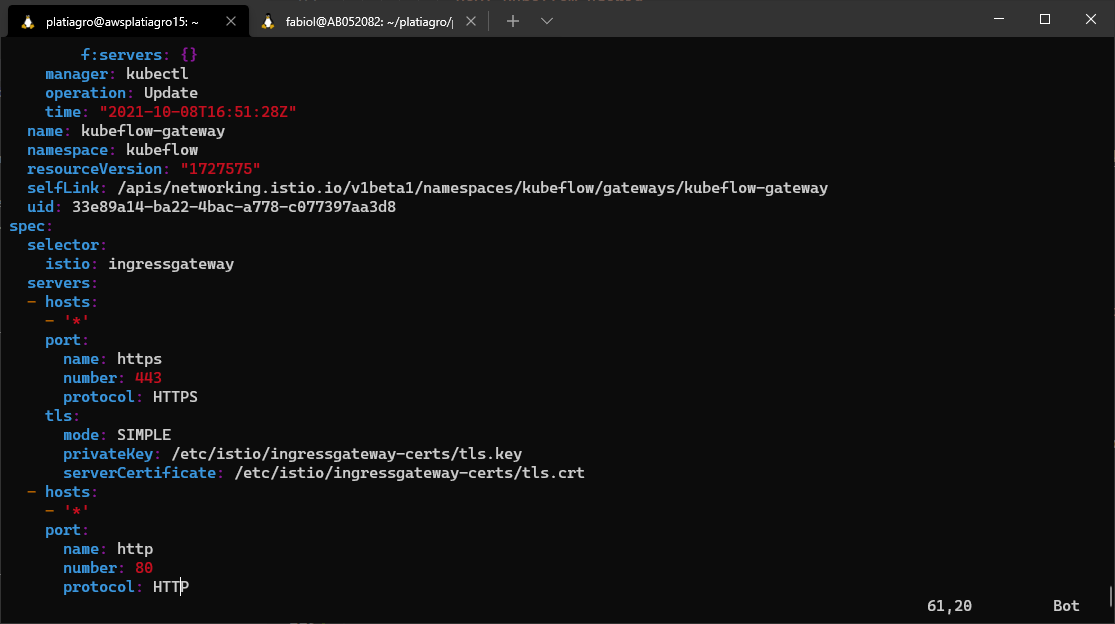 platiagro@awsplatiagro15: ~
fabiol@AB052082: ~/platiagro/
f:servers: {}
manager: kubectl
operation: Update
time: "2021-10-08T16:51:28Z"
name: kubeflow-gateway
namespace: kubeflow
resourceVersion: "1727575"
selfLink: /apis/networking.istio.io/v1beta1/namespaces/kubeflow/gateways/kubeflow-gateway
uid: 33e89a14-ba22-4bac-a778-c077397aa3d8
spec:
selector:
istio: ingressgateway
servers:
- hosts:
- '*'
port:
name: https
number: 443
protocol: HTTPS
tls:
mode: SIMPLE
privateKey: /etc/istio/ingressgateway-certs/tls.key
serverCertificate: /etc/istio/ingressgateway-certs/tls.crt
- hosts:
- '*'
port:
name: http
number: 80
protocol: HTTP
61,20 Bot